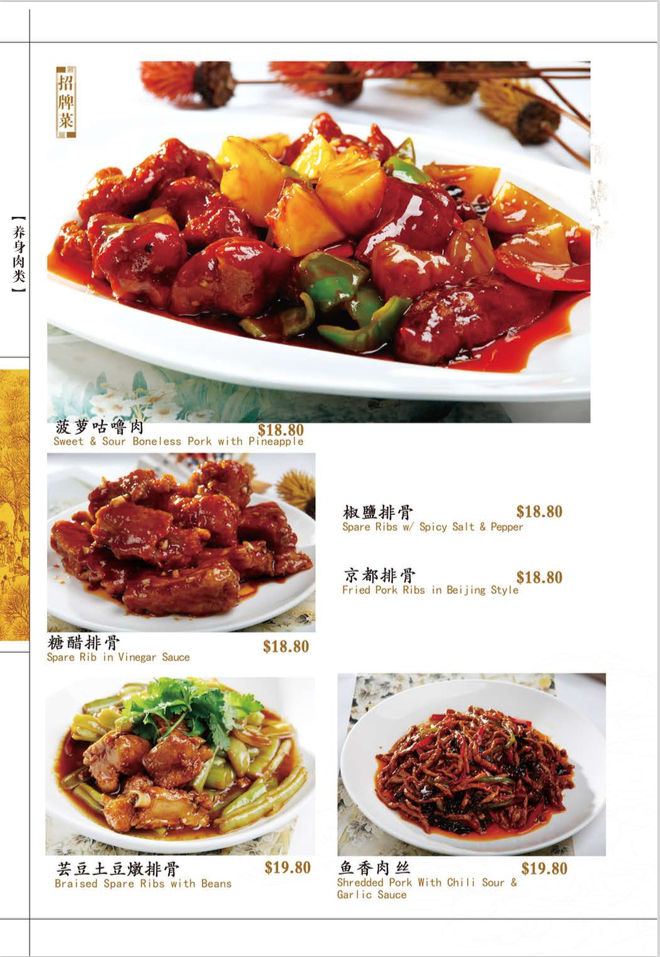 招牌菜
【养身肉类】
菠萝咕噜肉
$18.80
Sweet & Sour Boneless Pork with Pineapple
椒鹽排骨
$18.80
Spare Ribs w/ Spicy Salt & Pepper
京都排骨
$18.80
Fried Pork Ribs in Beijing Style
糖醋排骨
$18.80
Spare Rib in Vinegar Sauce
芸豆土豆燉排骨
$19.80
Braised Spare Ribs with Beans
鱼香肉丝
$19.80
Shredded Pork With Chili Sour &
Garlic Sauce